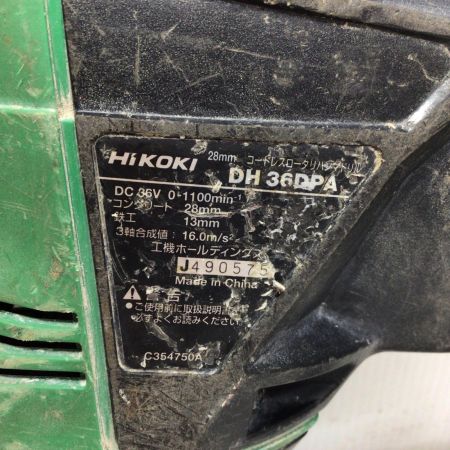 HiKOKI 28mm コードレスロータリハンマドリル
DH 36DPA
DC 36V 0-1100min⁻¹
コンクリート 28mm
鉄工 13mm
3軸合成値: 16.0m/s²
工機ホールディングス
J490575
Made in China
⚠警告
●ご使用前に取扱説明書を
必ずよくお読みください。
C354750A